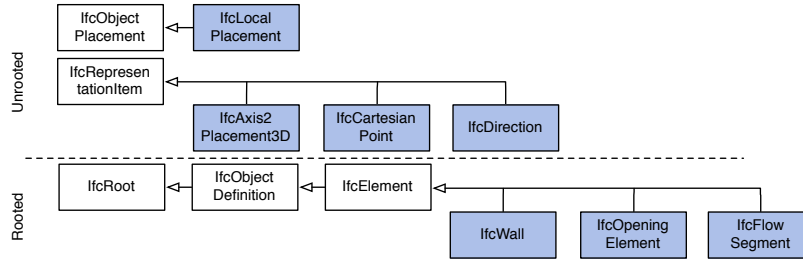 Unrooted
IfcObject
Placement
IfcLocal
Placement
IfcRepresen
tationItem
IfcAxis2
Placement3D
IfcCartesian
Point
IfcDirection
Rooted
IfcRoot
IfcObject
Definition
IfcElement
IfcWall
IfcOpening
Element
IfcFlow
Segment